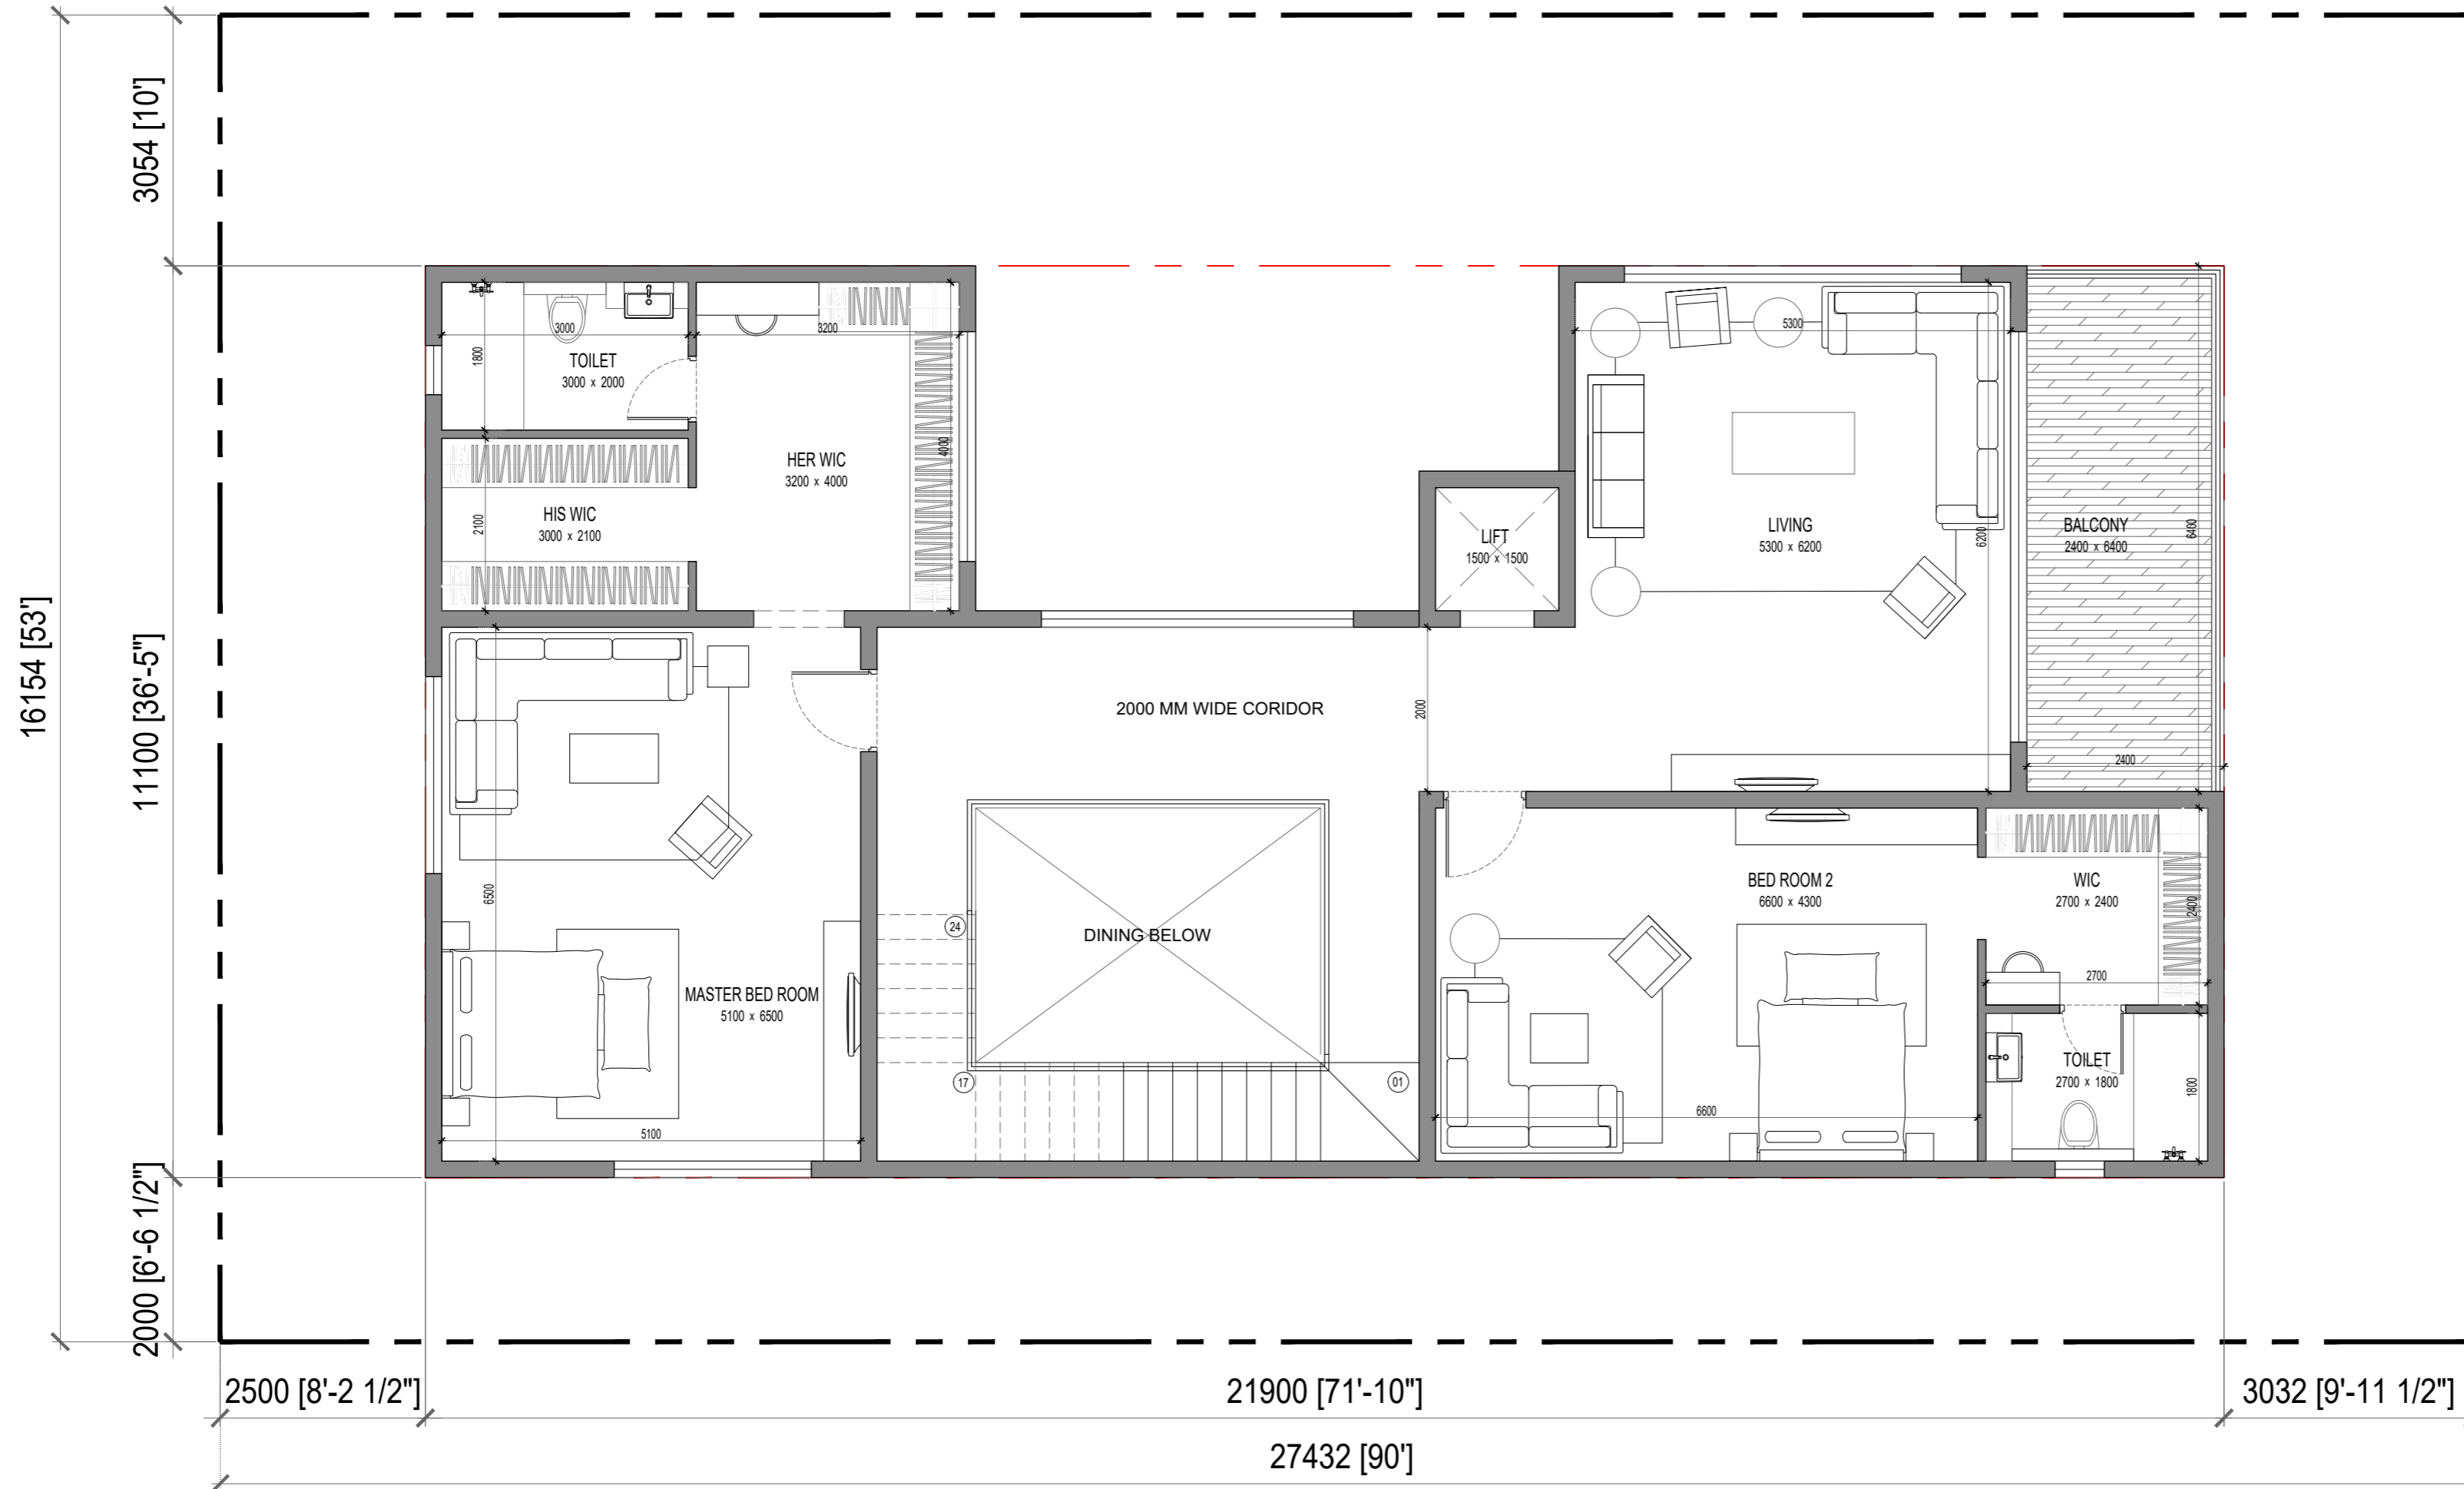 3054 [10']
16154 [53']
11100 [36'-5"]
2000 [6'-6 1/2"]
3000
1800
TOILET
3000 x 2000
3200
HER WIC
3200 x 4000
4000
HIS WIC
3000 x 2100
2100
LIFT
1500 x 1500
5300
LIVING
5300 x 6200
6200
BALCONY
2400 x 6400
6400
2400
2000 MM WIDE CORIDOR
2000
6500
MASTER BED ROOM
5100 x 6500
5100
DINING BELOW
24
17
01
BED ROOM 2
6600 x 4300
6600
WIC
2700 x 2400
2400
2700
TOILET
2700 x 1800
1800
2500 [8'-2 1/2"]
21900 [71'-10"]
3032 [9'-11 1/2"]
27432 [90']